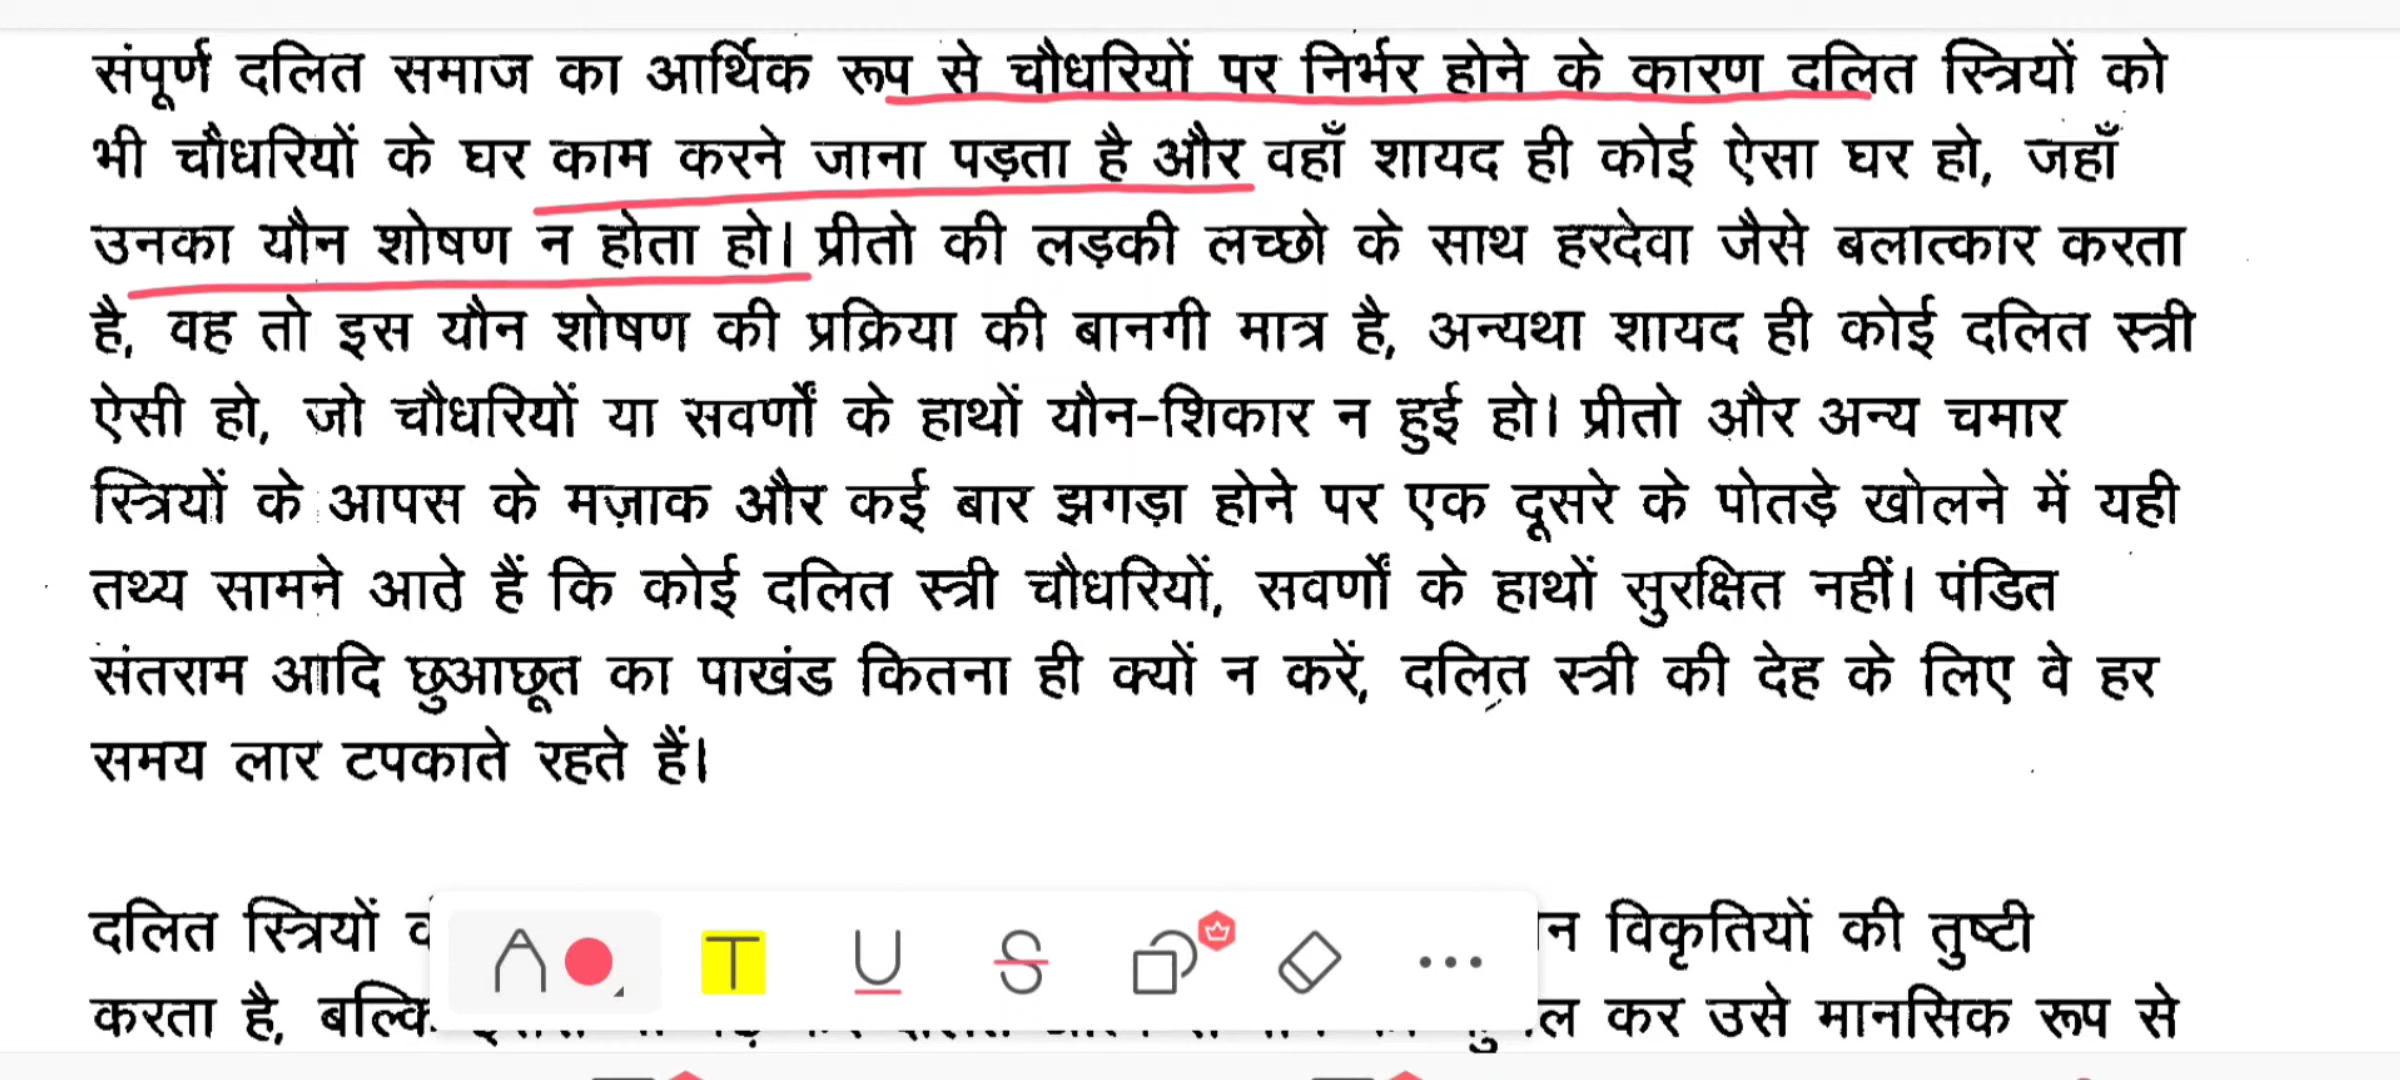 संपूर्ण दलित समाज का आर्थिक रूप से चौधरियों पर निर्भर होने के कारण दलित स्त्रियों को
भी चौधरियों के घर काम करने जाना पड़ता है और वहाँ शायद ही कोई ऐसा घर हो, जहाँ
उनका यौन शोषण न होता हो। प्रीतो की लड़की लच्छो के साथ हरदेवा जैसे बलात्कार करता
है, वह तो इस यौन शोषण की प्रक्रिया की बानगी मात्र है, अन्यथा शायद ही कोई दलित स्त्री
ऐसी हो, जो चौधरियों या सवर्णों के हाथों यौन-शिकार न हुई हो। प्रीतो और अन्य चमार
स्त्रियों के आपस के मज़ाक और कई बार झगड़ा होने पर एक दूसरे के पोतड़े खोलने में यही
तथ्य सामने आते हैं कि कोई दलित स्त्री चौधरियों, सवर्णों के हाथों सुरक्षित नहीं। पंडित
संतराम आदि छुआछूत का पाखंड कितना ही क्यों न करें, दलित स्त्री की देह के लिए वे हर
समय लार टपकाते रहते हैं।
दलित स्त्रियों विकृतियों की तुष्टी
करता है, बल्कि कर उसे मानसिक रूप से